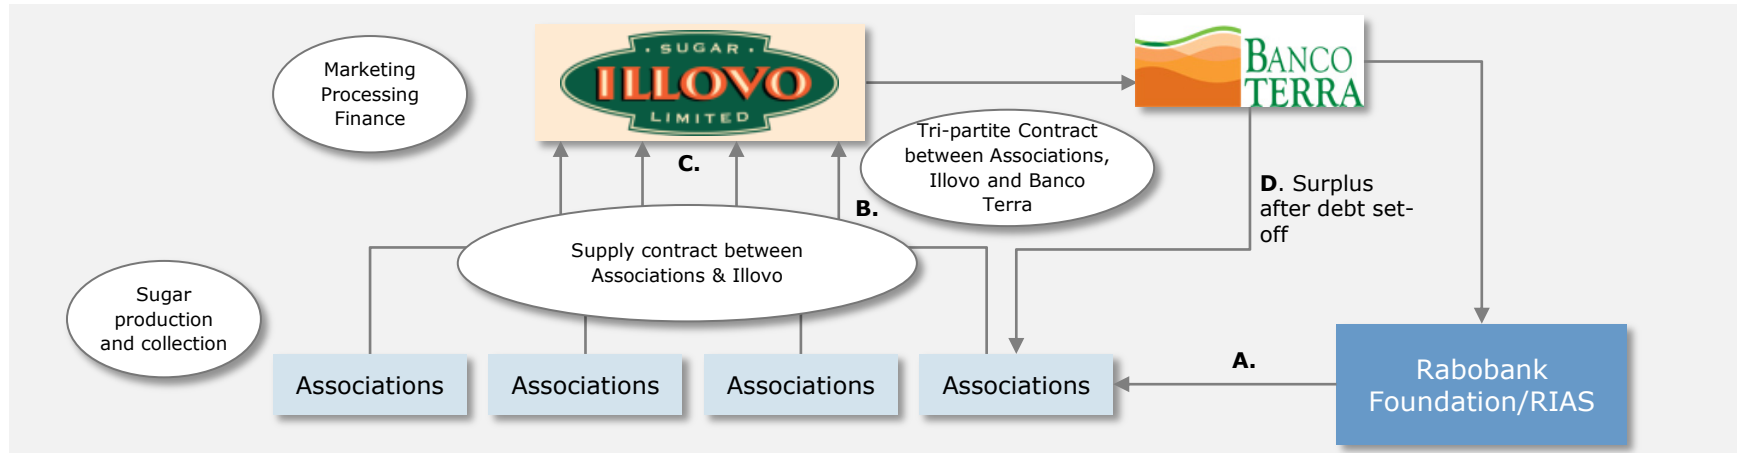 Marketing
Processing
Finance
· SUGAR ·
ILLOVO
LIMITED
BANCO
TERRA
Tri-partite Contract
between Associations,
Illovo and Banco
Terra
C.
B.
D. Surplus
after debt set-
off
Supply contract between
Associations & Illovo
Sugar
production
and collection
Associations
Associations
Associations
Associations
A.
Rabobank
Foundation/RIAS